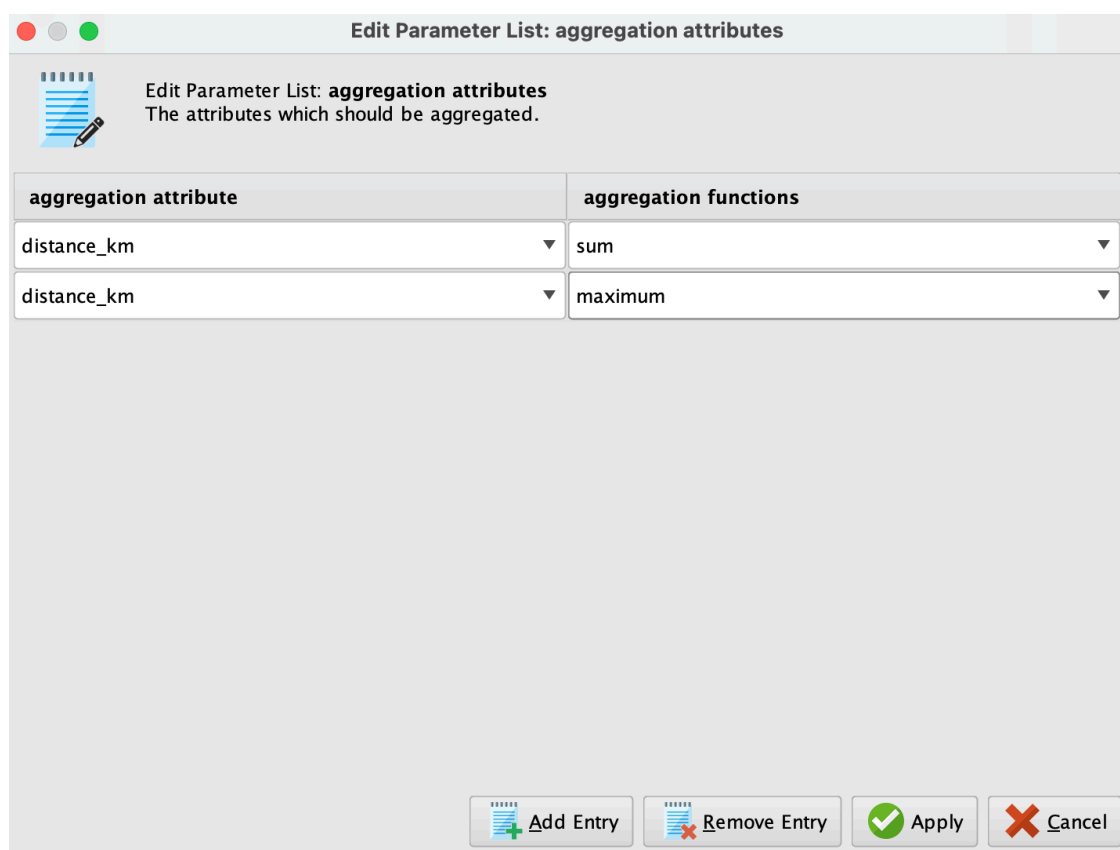 Edit Parameter List: aggregation attributes
Edit Parameter List: aggregation attributes
The attributes which should be aggregated.
aggregation attribute aggregation functions
distance_km sum
distance_km maximum
Add Entry Remove Entry Apply Cancel